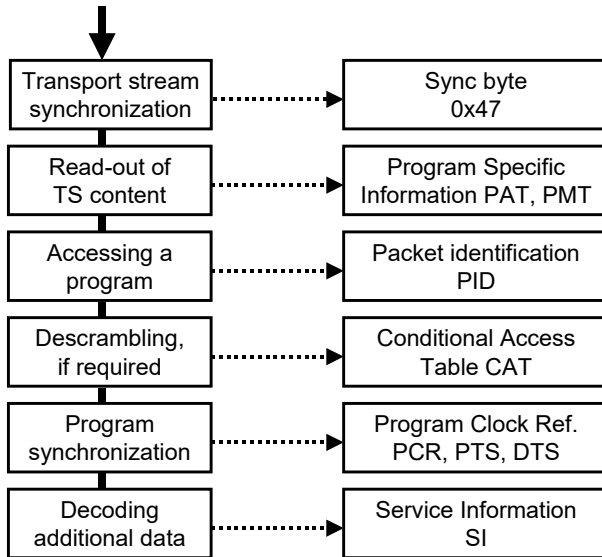 Transport stream
synchronization
Sync byte
0x47
Read-out of
TS content
Program Specific
Information PAT, PMT
Accessing a
program
Packet identification
PID
Descrambling,
if required
Conditional Access
Table CAT
Program
synchronization
Program Clock Ref.
PCR, PTS, DTS
Decoding
additional data
Service Information
SI